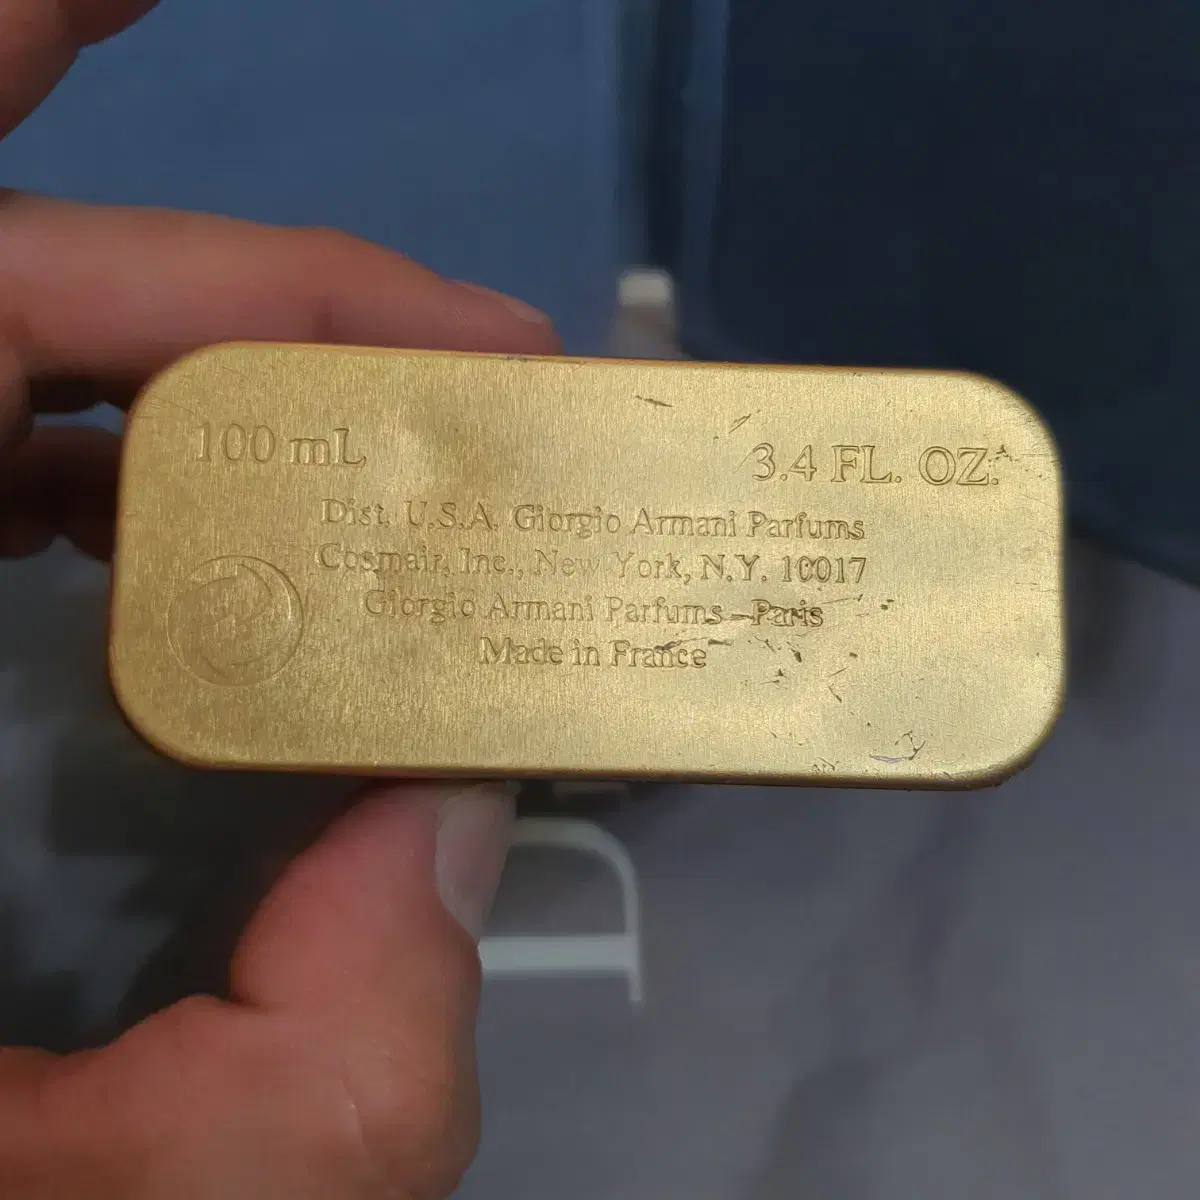 100 mL 3.4 FL. OZ.
Dist. U.S.A. Giorgio Armani Parfums
Cosmair, Inc., New York, N.Y. 10017
Giorgio Armani Parfums - Paris
Made in France